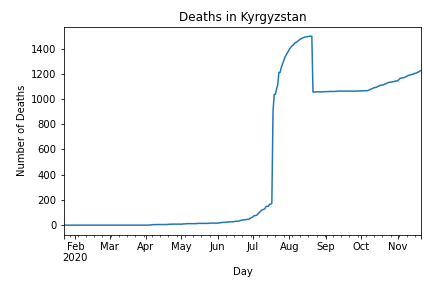 Deaths in Kyrgyzstan
Number of Deaths
1400
1200
1000
800
600
400
200
0
Feb Mar Apr May Jun Jul Aug Sep Oct Nov
2020
Day